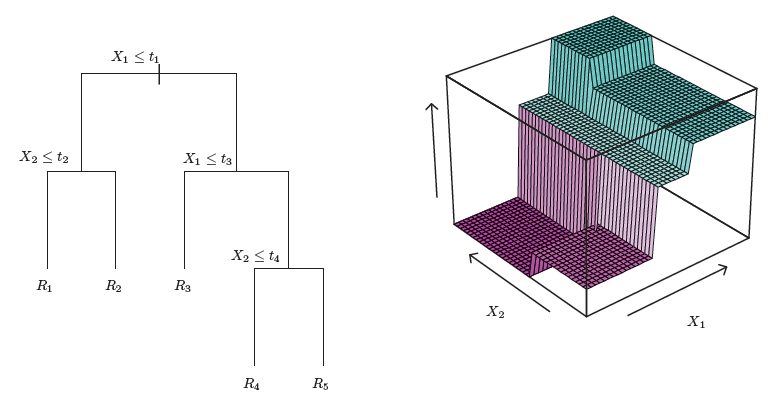 X₁ ≤ t₁
X₂ ≤ t₂
X₁ ≤ t₃
X₂ ≤ t₄
R₁
R₂
R₃
R₄
R₅
X₂
X₁